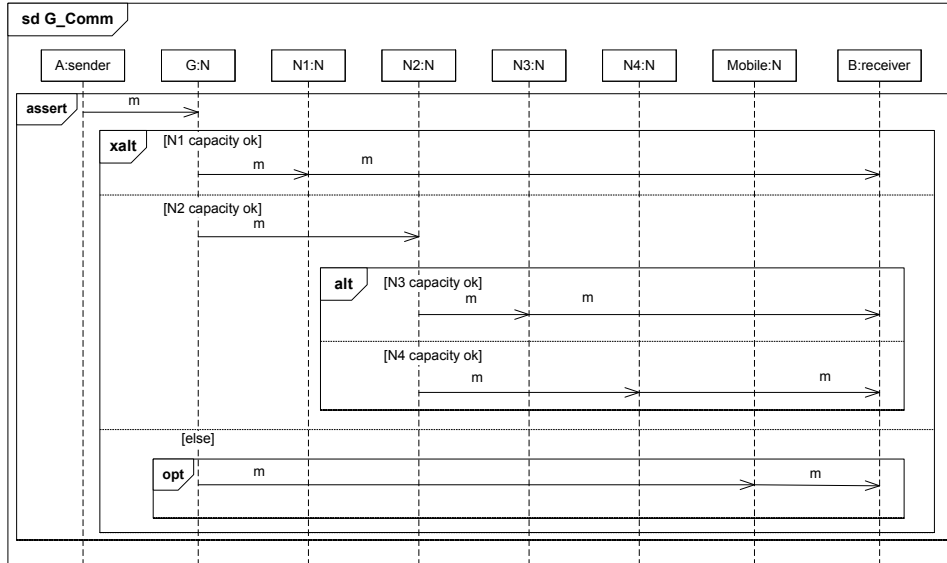 sd G_Comm
A:sender G:N N1:N N2:N N3:N N4:N Mobile:N B:receiver
assert
m
xalt
[N1 capacity ok]
m m
[N2 capacity ok]
m
alt
[N3 capacity ok]
m m
[N4 capacity ok]
m m
[else]
opt
m m